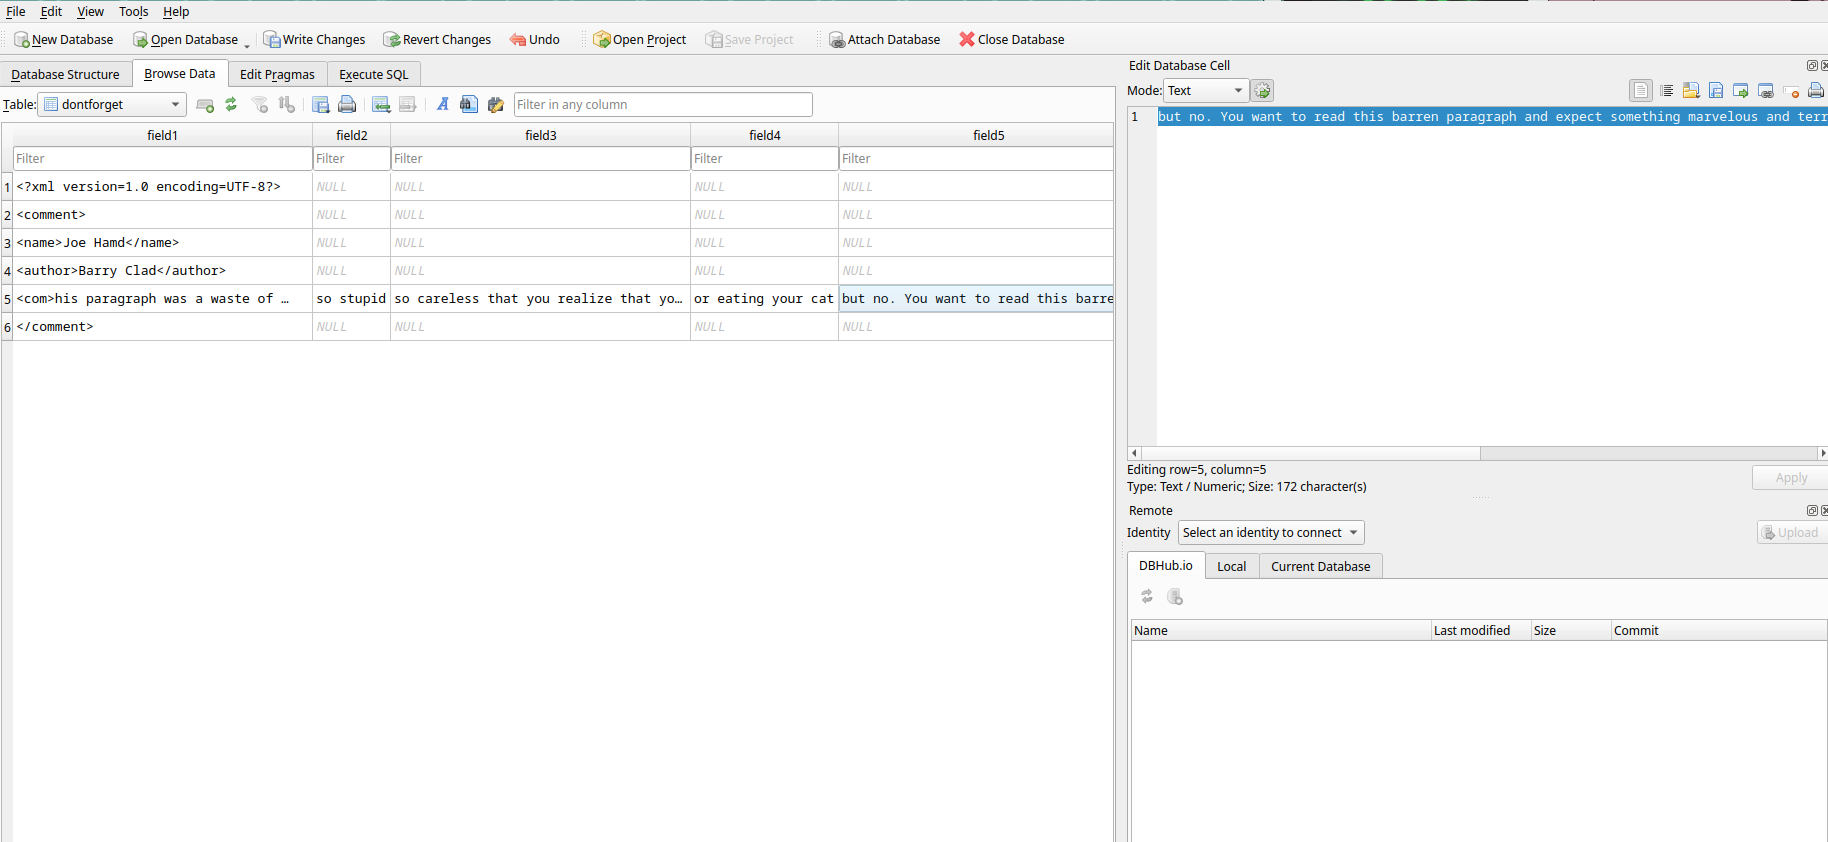 File Edit View Tools Help
New Database Open Database Write Changes Revert Changes Undo Open Project Save Project Attach Database Close Database
Database Structure Browse Data Edit Pragmas Execute SQL
Table: dontforget Filter in any column
field1 field2 field3 field4 field5
Filter Filter Filter Filter Filter
1 <?xml version=1.0 encoding=UTF-8?> NULL NULL NULL NULL
2 <comment> NULL NULL NULL NULL
3 <name>Joe Hamd</name> NULL NULL NULL NULL
4 <author>Barry Clad</author> NULL NULL NULL NULL
5 <com>his paragraph was a waste of … so stupid so careless that you realize that yo… or eating your cat but no. You want to read this barre
6 </comment> NULL NULL NULL NULL
Edit Database Cell
Mode: Text
1 but no. You want to read this barren paragraph and expect something marvelous and terr
Editing row=5, column=5
Type: Text / Numeric; Size: 172 character(s)
Apply
Remote
Identity Select an identity to connect Upload
DBHub.io Local Current Database
Name Last modified Size Commit